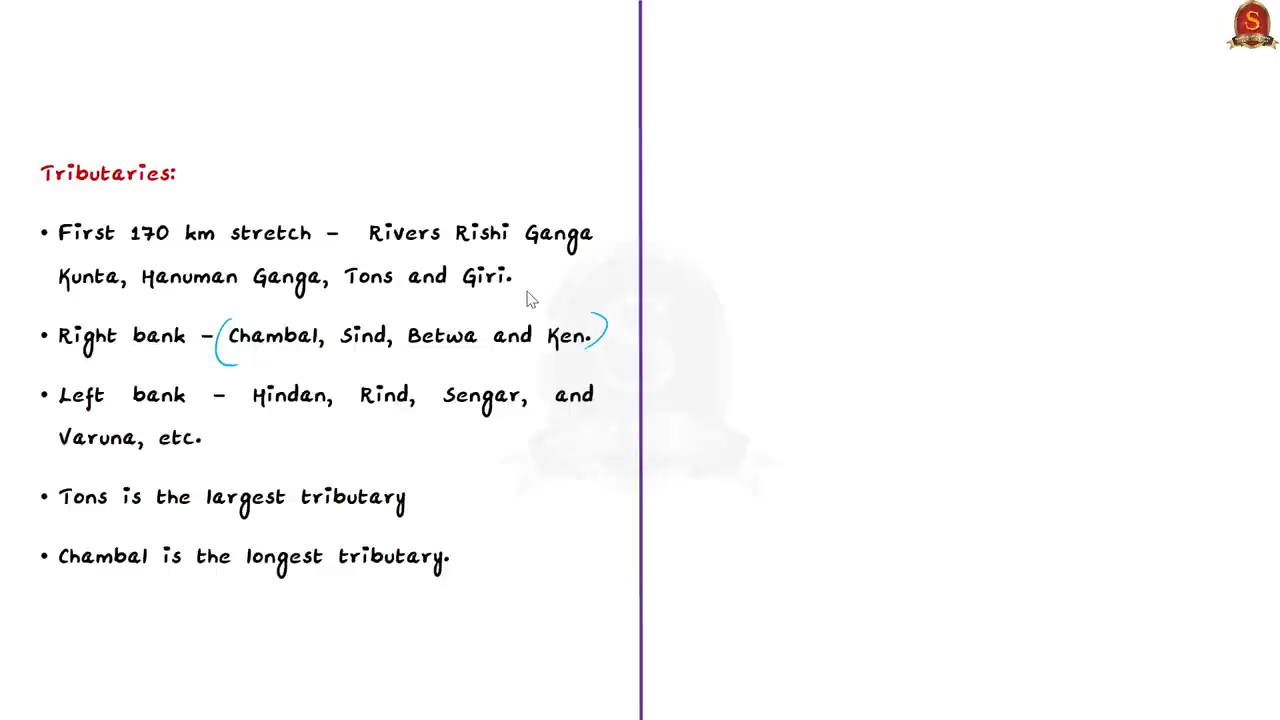 S
Tributaries:
• First 170 km stretch - Rivers Rishi Ganga
Kunta, Hanuman Ganga, Tons and Giri.
• Right bank - (Chambal, Sind, Betwa and Ken.)
• Left bank - Hindan, Rind, Sengar, and
Varuna, etc.
• Tons is the largest tributary
• Chambal is the longest tributary.